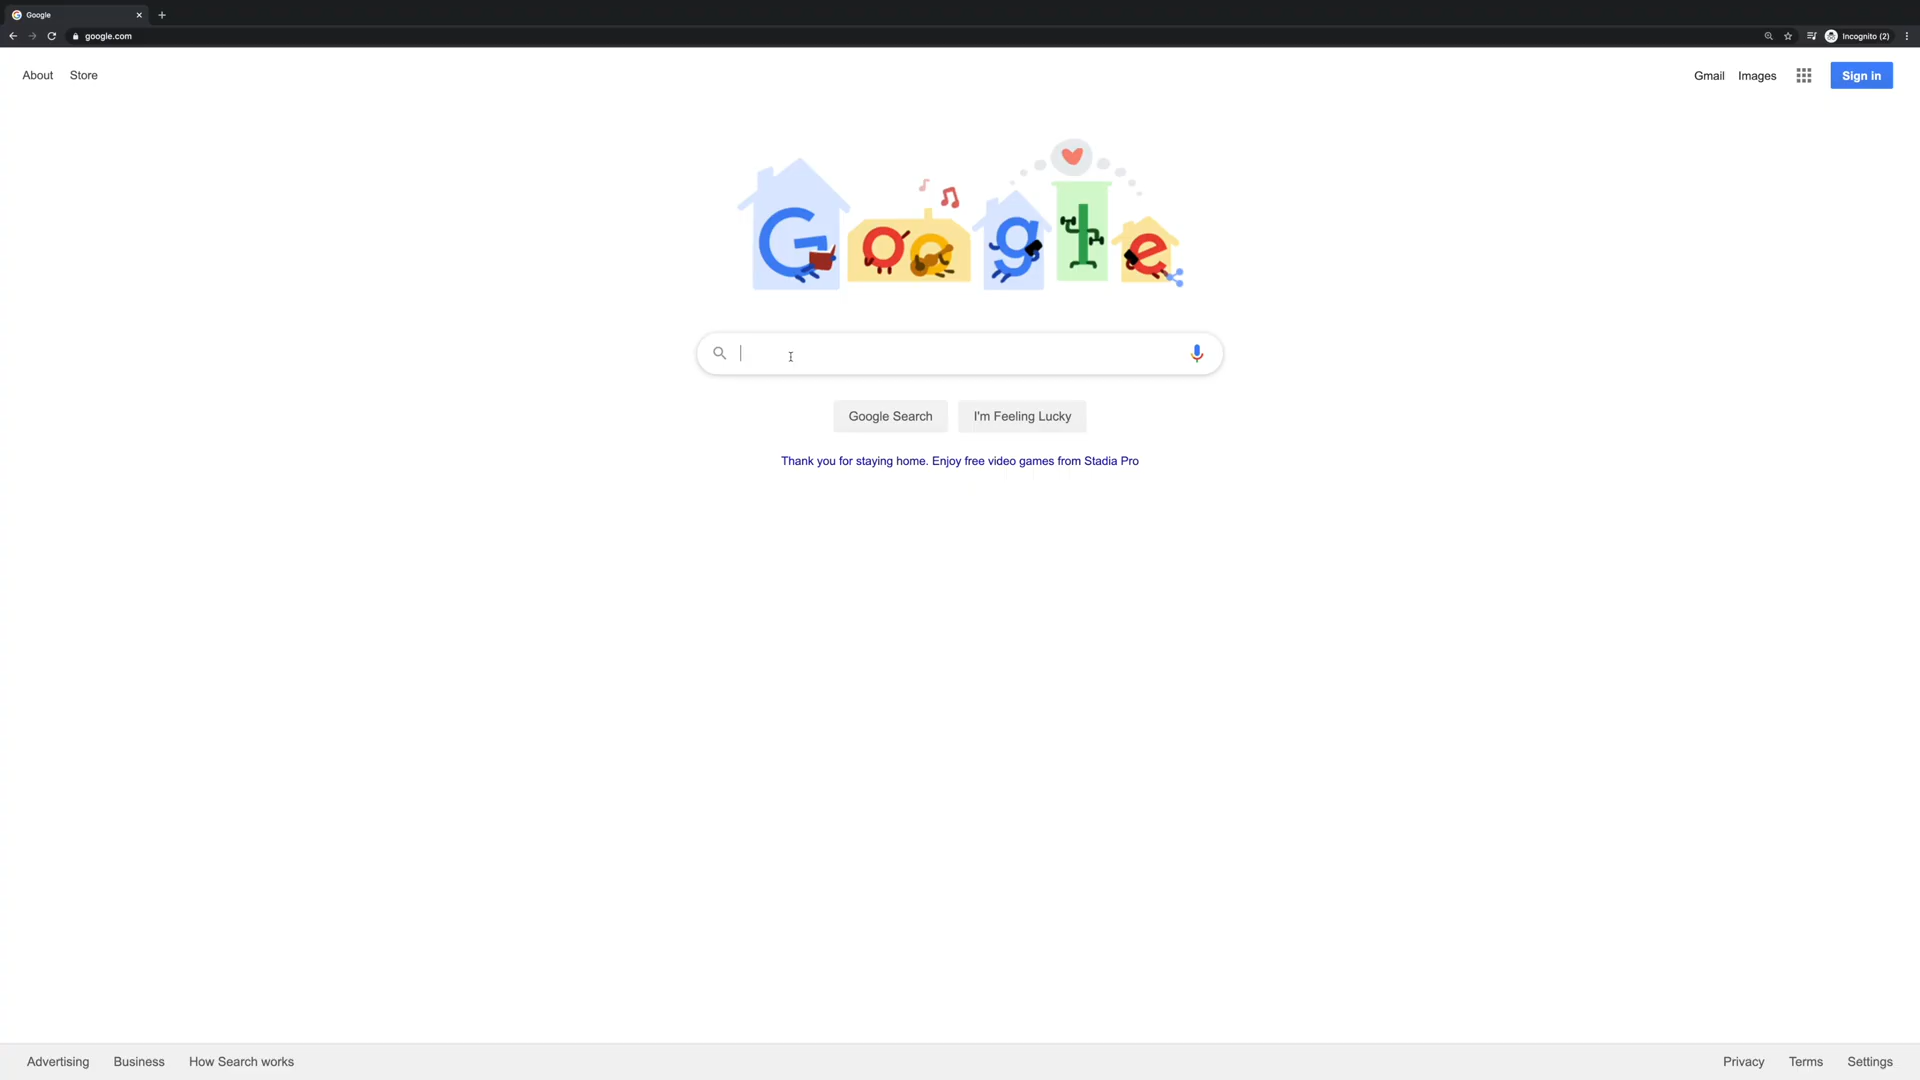 Google
google.com
Incognito (2)
About Store
Gmail Images Sign in
Google
Google Search I'm Feeling Lucky
Thank you for staying home. Enjoy free video games from Stadia Pro
Advertising Business How Search works
Privacy Terms Settings